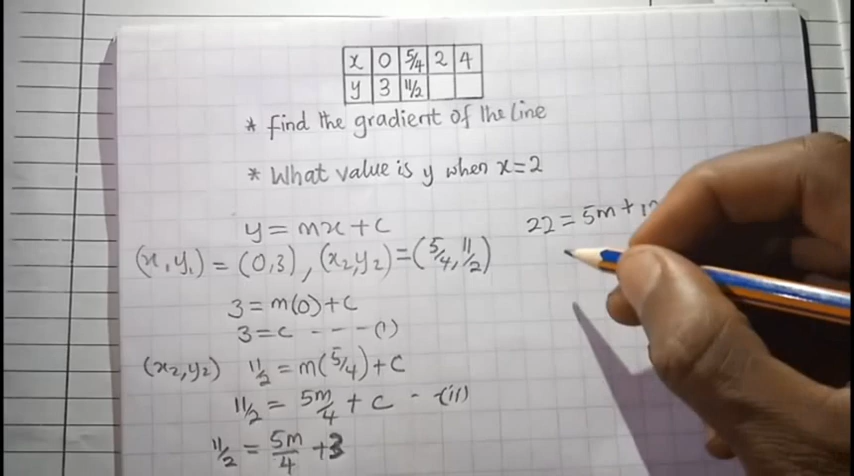 x 0 5/4 2 4
y 3 11/2
* find the gradient of the line
* What value is y when x=2
y = mx + c
(x, y₁) = (0,3), (x₂,y₂) = (5/4, 11/2)
3 = m(0) + c
3 = c - - - (1)
(x₂,y₂) 11/2 = m(5/4) + c
11/2 = 5m/4 + c - (11)
11/2 = 5m/4 + 3
22 = 5m +